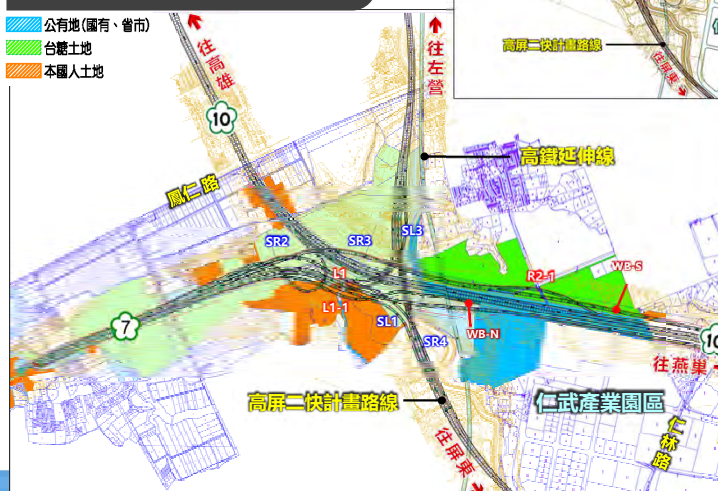 公有地(國有、省市)
台糖土地
本國人土地
往高雄
往左營
高屏二快計畫路線
往屏東
10
高鐵延伸線
鳳仁路
SR2
SR3
SL3
L1
R2-1
WB-S
L1-1
SL1
7
SR4
WB-N
10
往燕巢
高屏二快計畫路線
仁武產業園區
往屏東
仁林路